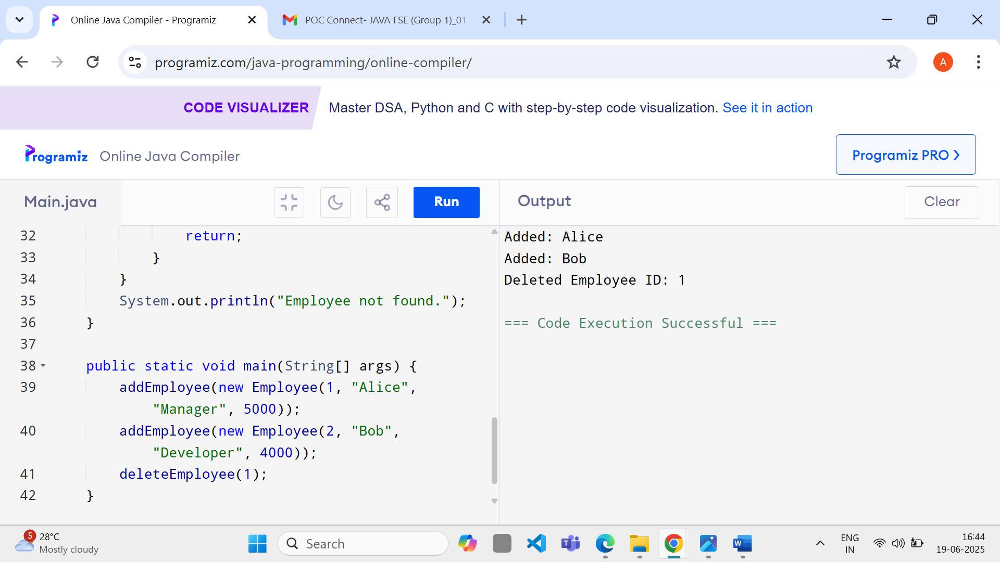 Online Java Compiler - Programiz
POC Connect- JAVA FSE (Group 1)_01
programiz.com/java-programming/online-compiler/
A
CODE VISUALIZER
Master DSA, Python and C with step-by-step code visualization. See it in action
Programiz
Online Java Compiler
Programiz PRO ❯
Main.java
Run
Output
Clear
32 return;
33 }
34 }
35 System.out.println("Employee not found.");
36 }
37
38 public static void main(String[] args) {
39 addEmployee(new Employee(1, "Alice",
"Manager", 5000));
40 addEmployee(new Employee(2, "Bob",
"Developer", 4000));
41 deleteEmployee(1);
42 }
Added: Alice
Added: Bob
Deleted Employee ID: 1
=== Code Execution Successful ===
5
28°C
Mostly cloudy
Search
T
W
ENG
IN
16:44
19-06-2025